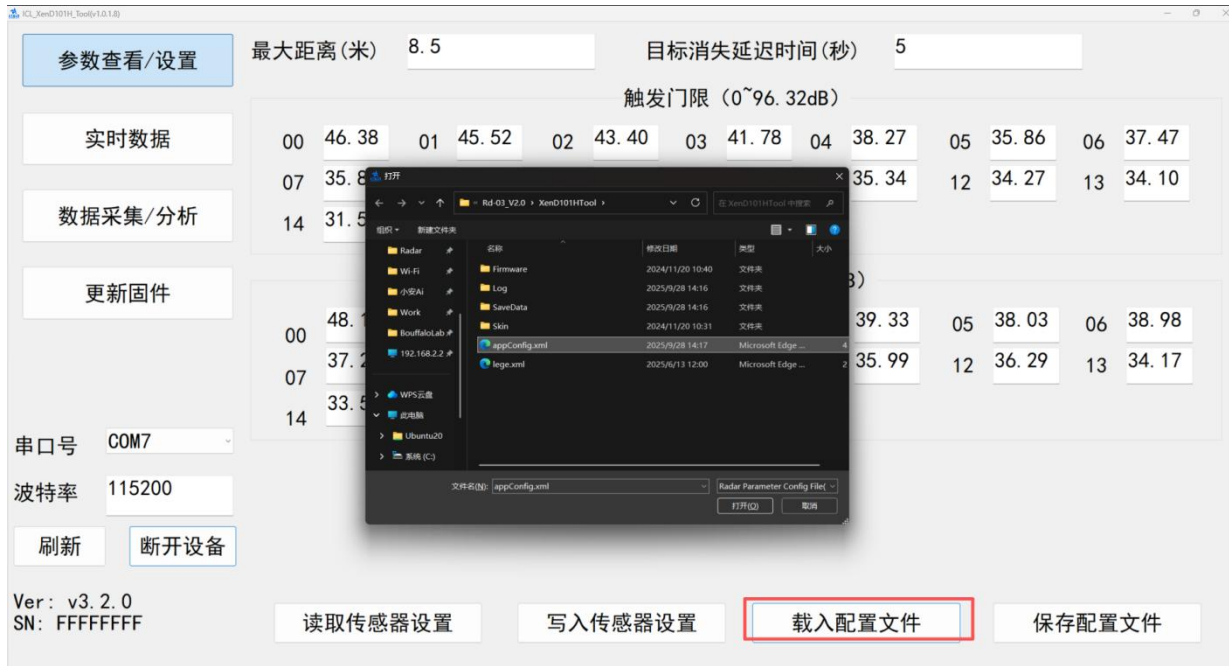 ICL_XenD101H_Tool(v1.0.1.8)
参数查看/设置
最大距离(米) 8.5 目标消失延迟时间(秒) 5
触发门限(0~96.32dB)
实时数据
00 46.38 01 45.52 02 43.40 03 41.78 04 38.27 05 35.86 06 37.47
07 35.8 35.34 12 34.27 13 34.10
14 31.5
数据采集/分析
更新固件
打开
Rd-03_V2.0 › XenD101HTool ›
在 XenD101HTool 中搜索
组织 新建文件夹
名称 修改日期 类型 大小
Radar
Wi-Fi
小安Ai
Work
BouffaloLab
192.168.2.2
WPS云盘
此电脑
Ubuntu20
系统 (C:)
Firmware 2024/11/20 10:40 文件夹
Log 2025/9/28 14:16 文件夹
SaveData 2025/9/28 14:16 文件夹
Skin 2024/11/20 10:31 文件夹
appConfig.xml 2025/9/28 14:17 Microsoft Edge ... 4
lege.xml 2025/6/13 12:00 Microsoft Edge ... 2
文件名(N): appConfig.xml Radar Parameter Config File(
打开(O) 取消
00 48. 39.33 05 38.03 06 38.98
07 37.2 35.99 12 36.29 13 34.17
14 33.5
串口号 COM7
波特率 115200
刷新 断开设备
Ver: v3.2.0
SN: FFFFFFFF
读取传感器设置 写入传感器设置 载入配置文件 保存配置文件